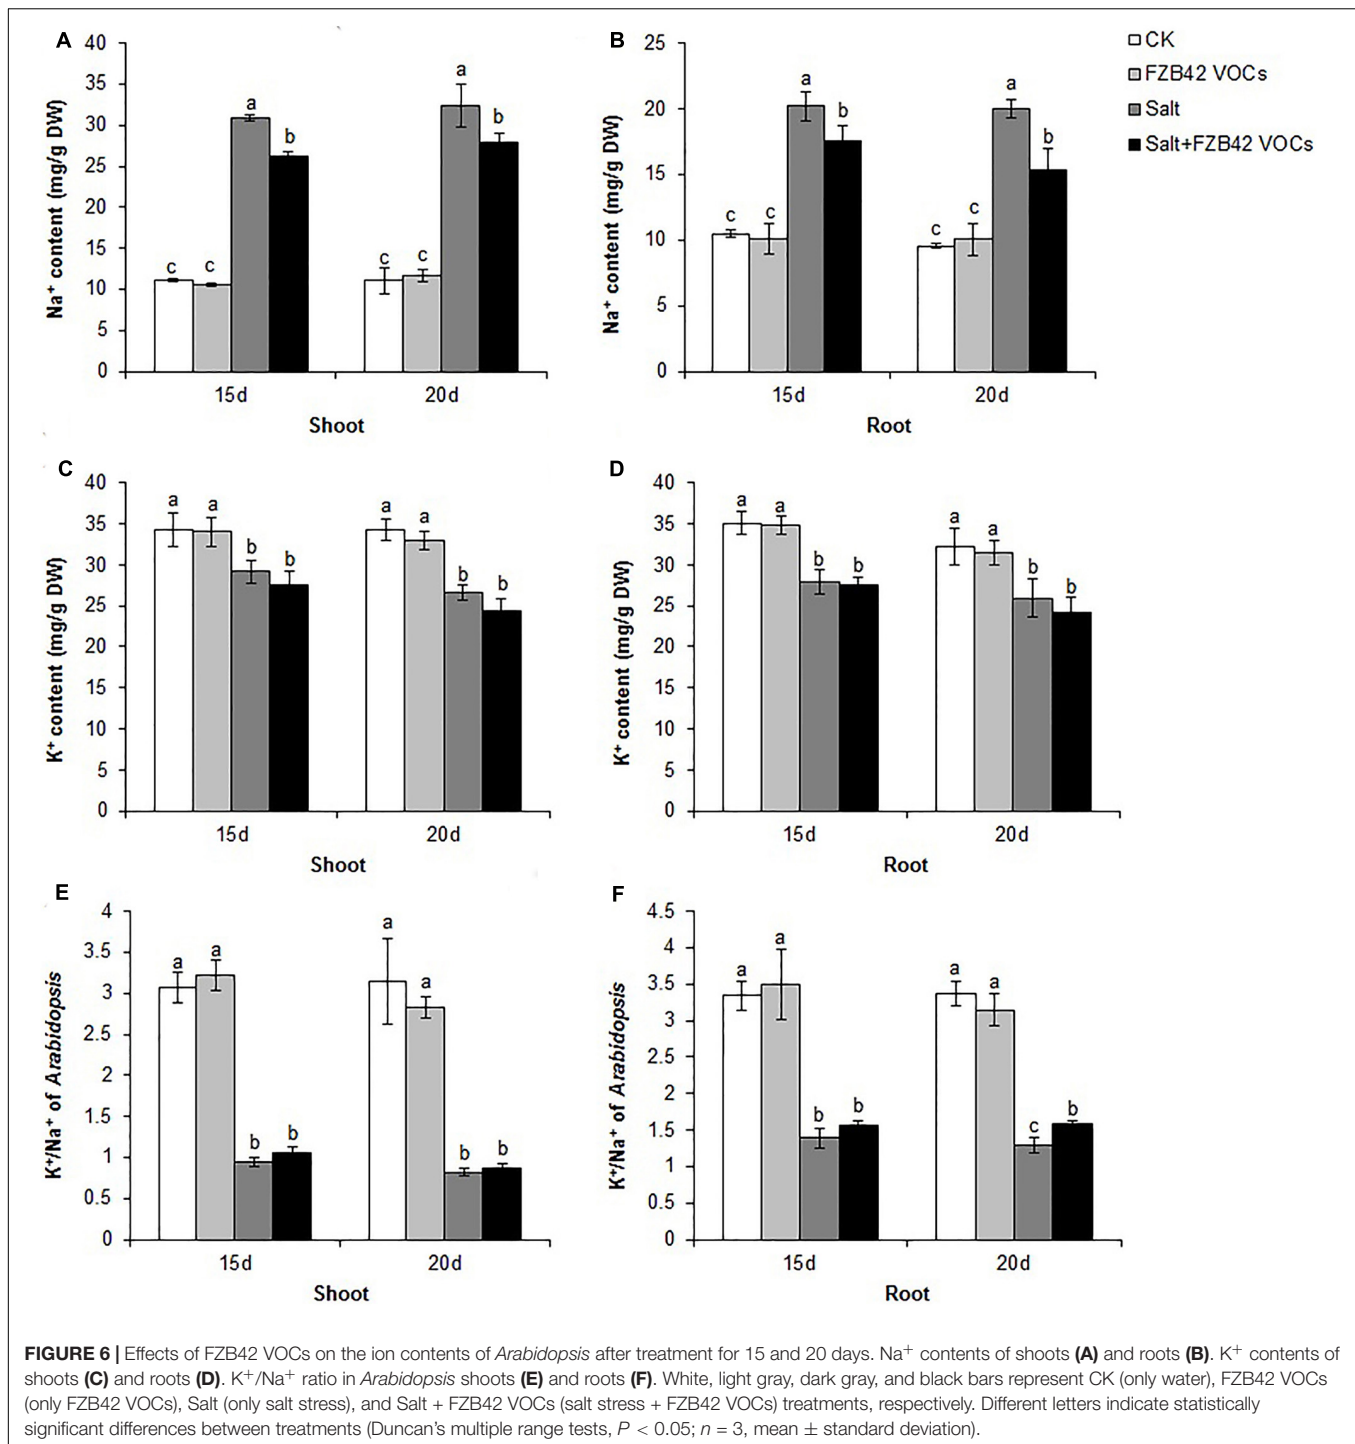 A
40
35
30
25
20
15
10
5
0
Na+ content (mg/g DW)
c c a b
c c a b
15d 20d
Shoot
B
25
20
15
10
5
0
Na+ content (mg/g DW)
c c a b
c c a b
15d 20d
Root
CK
FZB42 VOCs
Salt
Salt+FZB42 VOCs
C
40
35
30
25
20
15
10
5
0
K+ content (mg/g DW)
a a b b
a a b b
15d 20d
Shoot
D
40
35
30
25
20
15
10
5
0
K+ content (mg/g DW)
a a b b
a a b b
15d 20d
Root
E
4
3.5
3
2.5
2
1.5
1
0.5
0
K+/Na+ of Arabidopsis
a a b b
a a b b
15d 20d
Shoot
F
4.5
4
3.5
3
2.5
2
1.5
1
0.5
0
K+/Na+ of Arabidopsis
a a b b
a a c b
15d 20d
Root
FIGURE 6 | Effects of FZB42 VOCs on the ion contents of Arabidopsis after treatment for 15 and 20 days. Na+ contents of shoots (A) and roots (B). K+ contents of
shoots (C) and roots (D). K+/Na+ ratio in Arabidopsis shoots (E) and roots (F). White, light gray, dark gray, and black bars represent CK (only water), FZB42 VOCs
(only FZB42 VOCs), Salt (only salt stress), and Salt + FZB42 VOCs (salt stress + FZB42 VOCs) treatments, respectively. Different letters indicate statistically
significant differences between treatments (Duncan's multiple range tests, P < 0.05; n = 3, mean ± standard deviation).